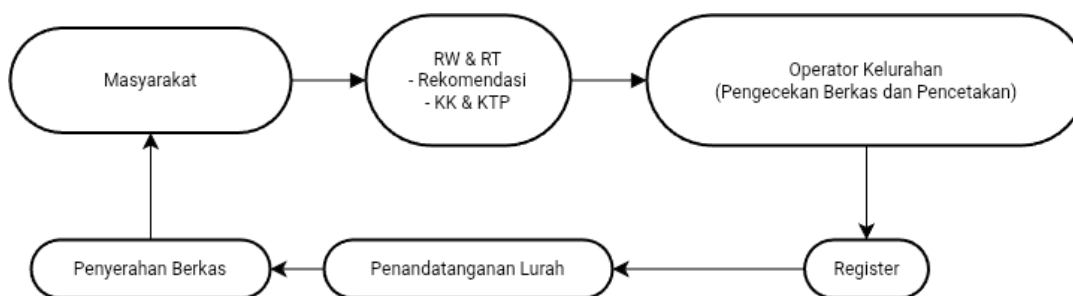 Masyarakat
RW & RT
- Rekomendasi
- KK & KTP
Operator Kelurahan
(Pengecekan Berkas dan Pencetakan)
Register
Penandatanganan Lurah
Penyerahan Berkas